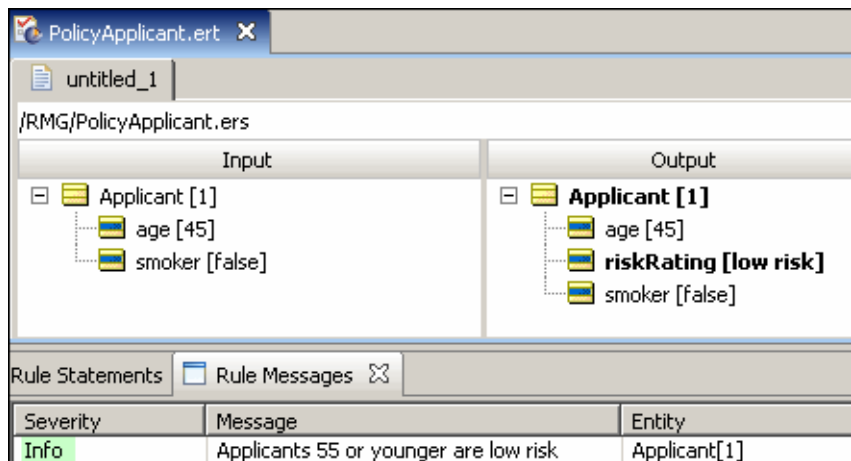 PolicyApplicant.ert
untitled_1
/RMG/PolicyApplicant.ers
Input Output
Applicant [1] Applicant [1]
age [45] age [45]
smoker [false] riskRating [low risk]
smoker [false]
Rule Statements Rule Messages
Severity Message Entity
Info Applicants 55 or younger are low risk Applicant[1]